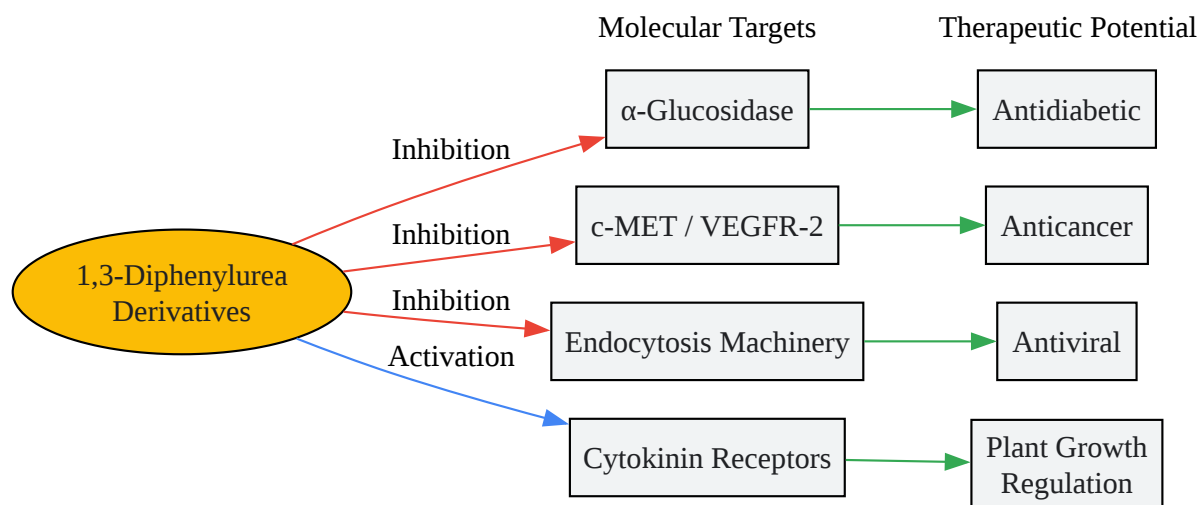 Molecular Targets
Therapeutic Potential
α-Glucosidase
Antidiabetic
Inhibition
c-MET / VEGFR-2
Anticancer
Inhibition
1,3-Diphenylurea
Derivatives
Inhibition
Endocytosis Machinery
Antiviral
Activation
Cytokinin Receptors
Plant Growth
Regulation